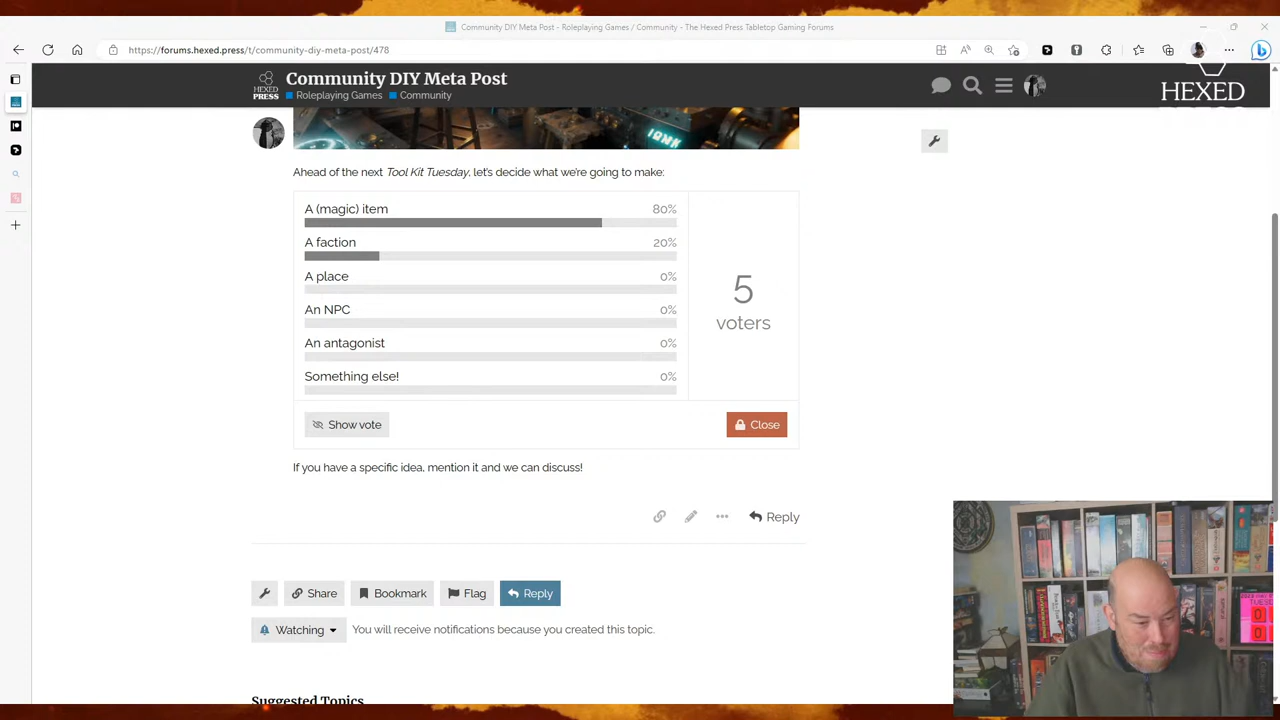 Community DIY Meta Post - Roleplaying Games / Community - The Hexed Press Tabletop Gaming Forums
https://forums.hexed.press/t/community-diy-meta-post/478
HEXED
PRESS
Community DIY Meta Post
Roleplaying Games
Community
HEXED
Ahead of the next Tool Kit Tuesday, let's decide what we're going to make:
A (magic) item 80%
A faction 20%
A place 0%
An NPC 0%
An antagonist 0%
Something else! 0%
5
voters
Show vote
Close
If you have a specific idea, mention it and we can discuss!
Reply
Share
Bookmark
Flag
Reply
Watching
You will receive notifications because you created this topic.
Suggested Topics